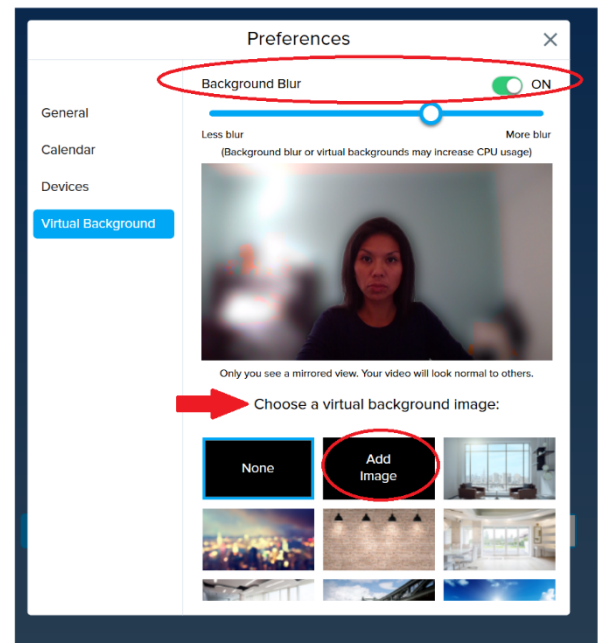 Preferences
Background Blur
ON
General
Calendar
Devices
Virtual Background
Less blur
More blur
(Background blur or virtual backgrounds may increase CPU usage)
Only you see a mirrored view. Your video will look normal to others.
Choose a virtual background image:
None
Add
Image